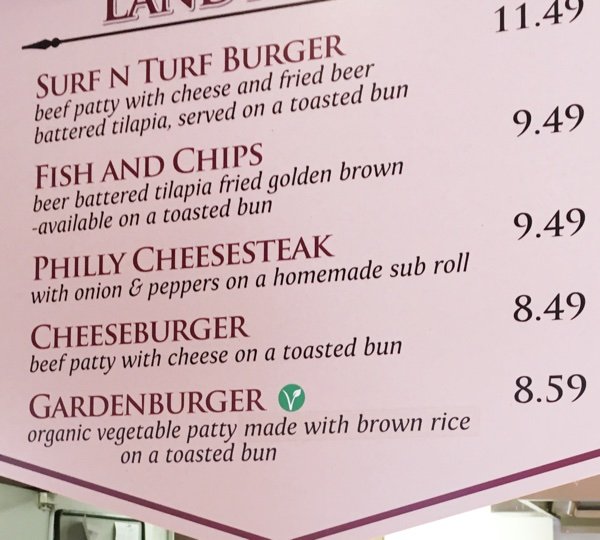 LAND
SURF N TURF BURGER 11.49
beef patty with cheese and fried beer
battered tilapia, served on a toasted bun
FISH AND CHIPS 9.49
beer battered tilapia fried golden brown
-available on a toasted bun
PHILLY CHEESESTEAK 9.49
with onion & peppers on a homemade sub roll
CHEESEBURGER 8.49
beef patty with cheese on a toasted bun
GARDENBURGER 8.59
organic vegetable patty made with brown rice
on a toasted bun